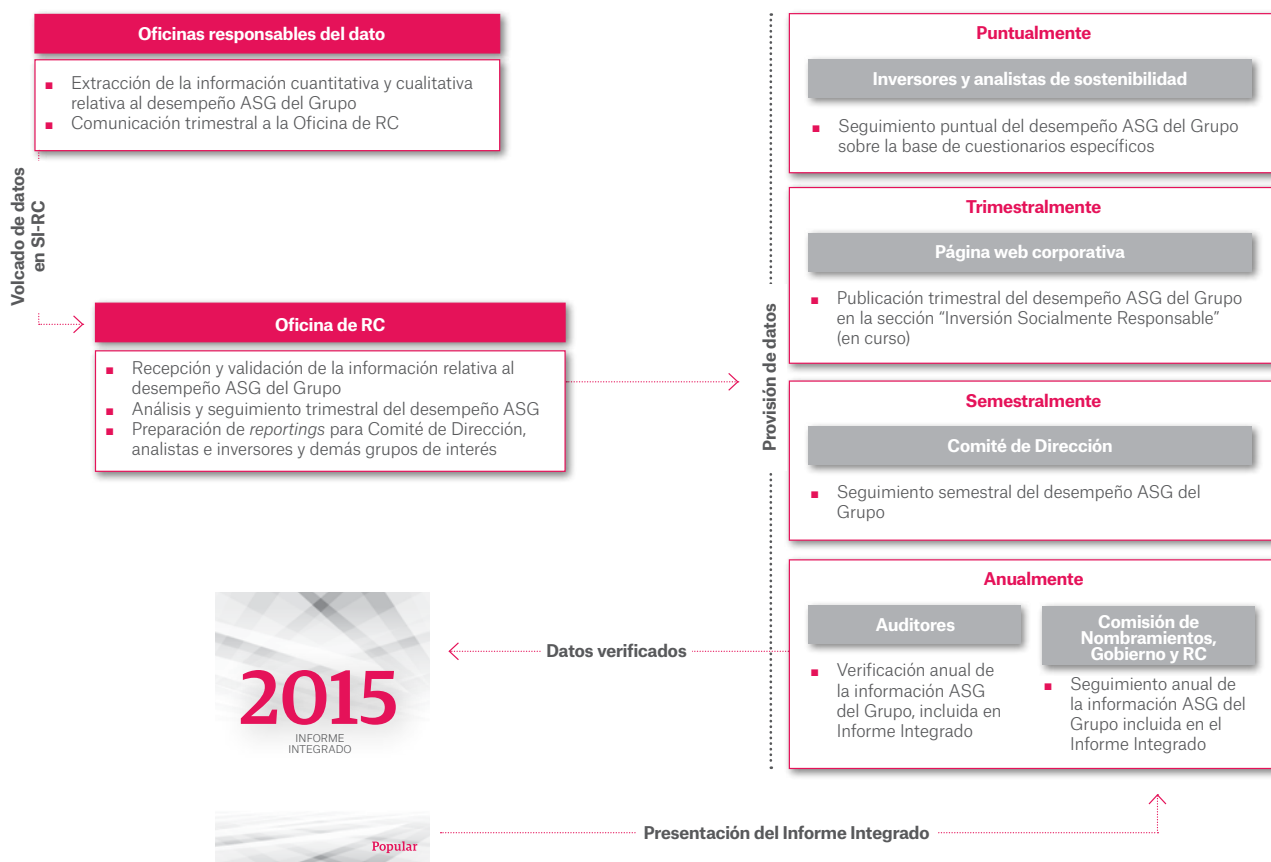 Oficinas responsables del dato
■ Extracción de la información cuantitativa y cualitativa
relativa al desempeño ASG del Grupo
■ Comunicación trimestral a la Oficina de RC
Volcado de datos
en SI-RC
Oficina de RC
■ Recepción y validación de la información relativa al
desempeño ASG del Grupo
■ Análisis y seguimiento trimestral del desempeño ASG
■ Preparación de reportings para Comité de Dirección,
analistas e inversores y demás grupos de interés
Provisión de datos
Puntualmente
Inversores y analistas de sostenibilidad
■ Seguimiento puntual del desempeño ASG del Grupo
sobre la base de cuestionarios específicos
Trimestralmente
Página web corporativa
■ Publicación trimestral del desempeño ASG del Grupo
en la sección “Inversión Socialmente Responsable”
(en curso)
Semestralmente
Comité de Dirección
■ Seguimiento semestral del desempeño ASG del
Grupo
Anualmente
Auditores
■ Verificación anual de
la información ASG
del Grupo, incluida en
Informe Integrado
Comisión de
Nombramientos,
Gobierno y RC
■ Seguimiento anual de
la información ASG del
Grupo incluida en el
Informe Integrado
Datos verificados
2015
INFORME
INTEGRADO
Popular
Presentación del Informe Integrado